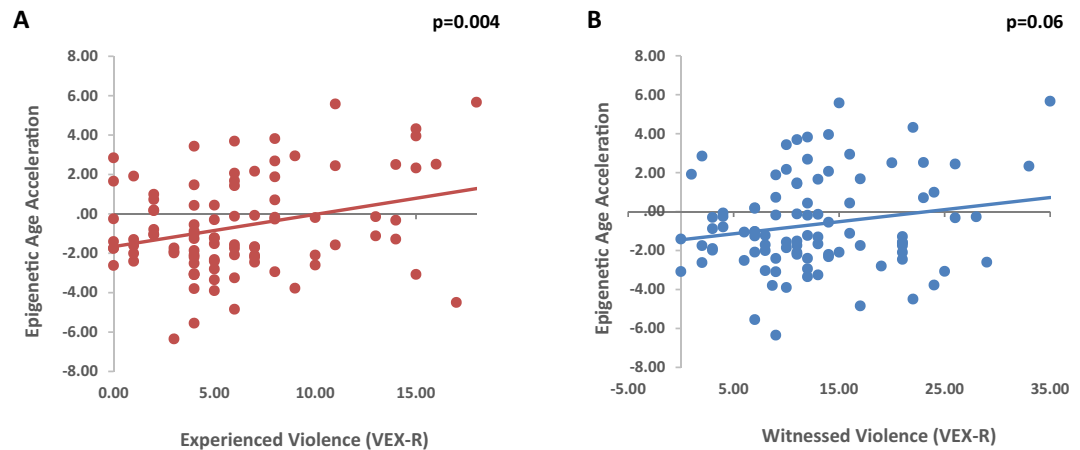 A
p=0.004
8.00
6.00
4.00
2.00
.00
-2.00
-4.00
-6.00
-8.00
0.00 5.00 10.00 15.00
Epigenetic Age Acceleration
Experienced Violence (VEX-R)
B
p=0.06
8.00
6.00
4.00
2.00
.00
-2.00
-4.00
-6.00
-8.00
-5.00 5.00 15.00 25.00 35.00
Epigenetic Age Acceleration
Witnessed Violence (VEX-R)